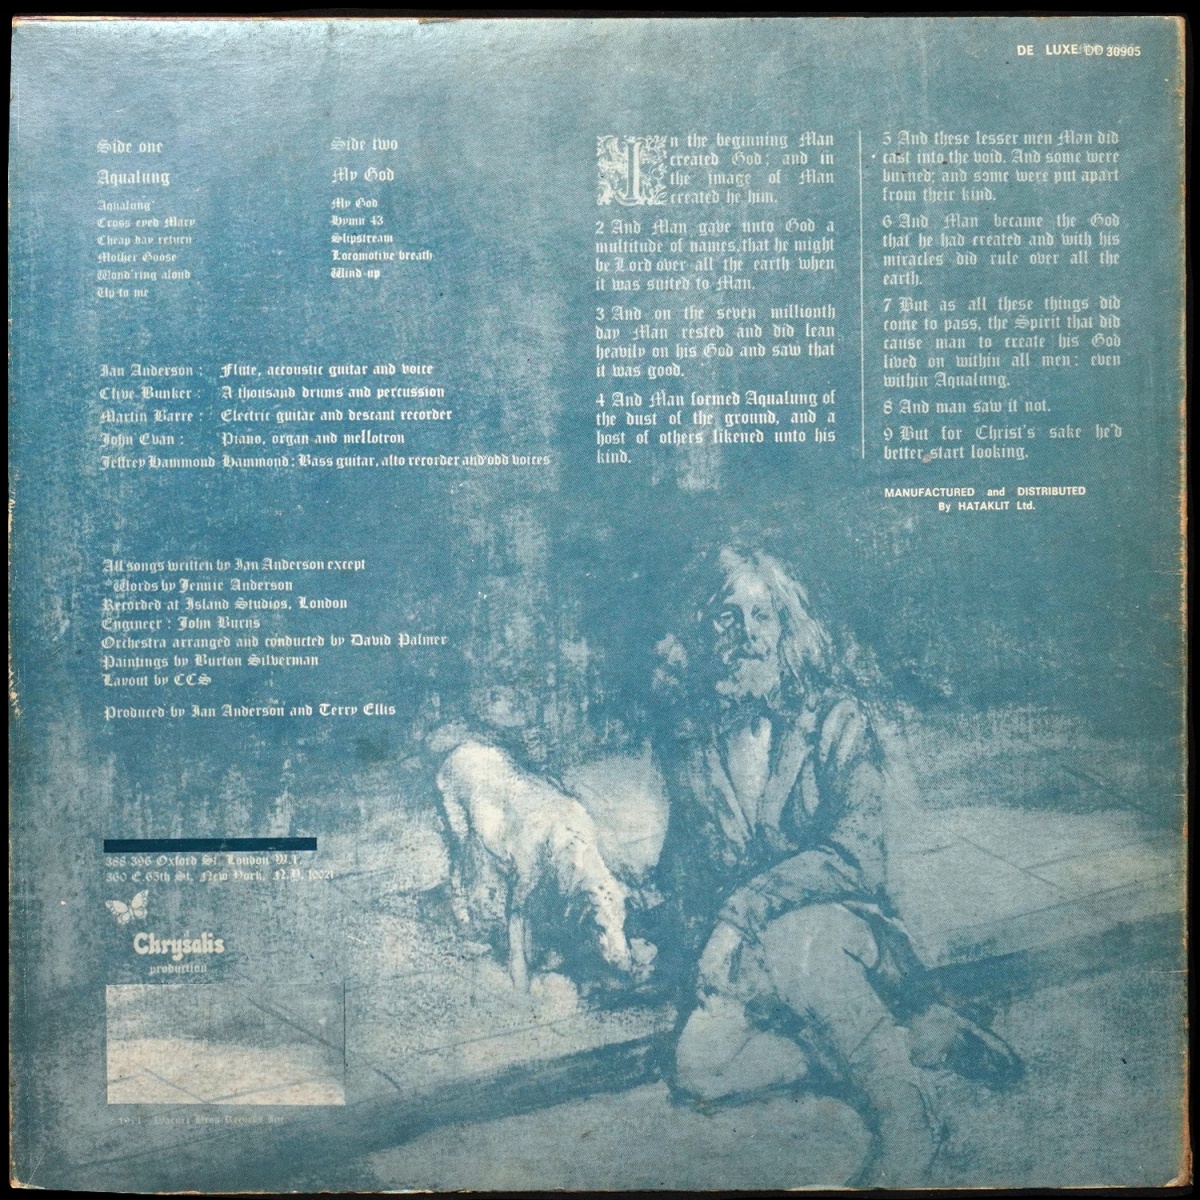 DE LUXE DD 30905
Side one
Aqualung
Aqualung*
Cross eyed Mary
Cheap day return
Mother Goose
Wond'ring aloud
Up to me
Side two
My God
My God
Hymn 43
Slipstream
Locomotive breath
Wind up
Ian Anderson : Flute, accoustic guitar and voice
Clive Bunker : A thousand drums and percussion
Martin Barre : Electric guitar and descant recorder
John Evan : Piano, organ and mellotron
Jeffrey Hammond Hammond : Bass guitar, alto recorder and odd voices
All songs written by Ian Anderson except
*Words by Jennie Anderson
Recorded at Island Studios, London
Engineer : John Burns
Orchestra arranged and conducted by David Palmer
Paintings by Burton Silverman
Layout by CCS
Produced by Ian Anderson and Terry Ellis
388-396 Oxford St. London W.1.
360 E.65th St. New York, N.Y. 10021
Chrysalis
production
In the beginning Man
created God; and in
the image of Man
created he him.
2 And Man gave unto God a
multitude of names, that he might
be Lord over all the earth when
it was suited to Man.
3 And on the seven millionth
day Man rested and did lean
heavily on his God and saw that
it was good.
4 And Man formed Aqualung of
the dust of the ground, and a
host of others likened unto his
kind.
5 And these lesser men Man did
cast into the void. And some were
burned; and some were put apart
from their kind.
6 And Man became the God
that he had created and with his
miracles did rule over all the
earth.
7 But as all these things did
come to pass, the Spirit that did
cause man to create his God
lived on within all men: even
within Aqualung.
8 And man saw it not.
9 But for Christ's sake he'd
better start looking.
MANUFACTURED and DISTRIBUTED
By HATAKLIT Ltd.